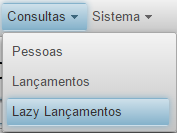 Consultas Sistema
Pessoas
Lançamentos
Lazy Lançamentos